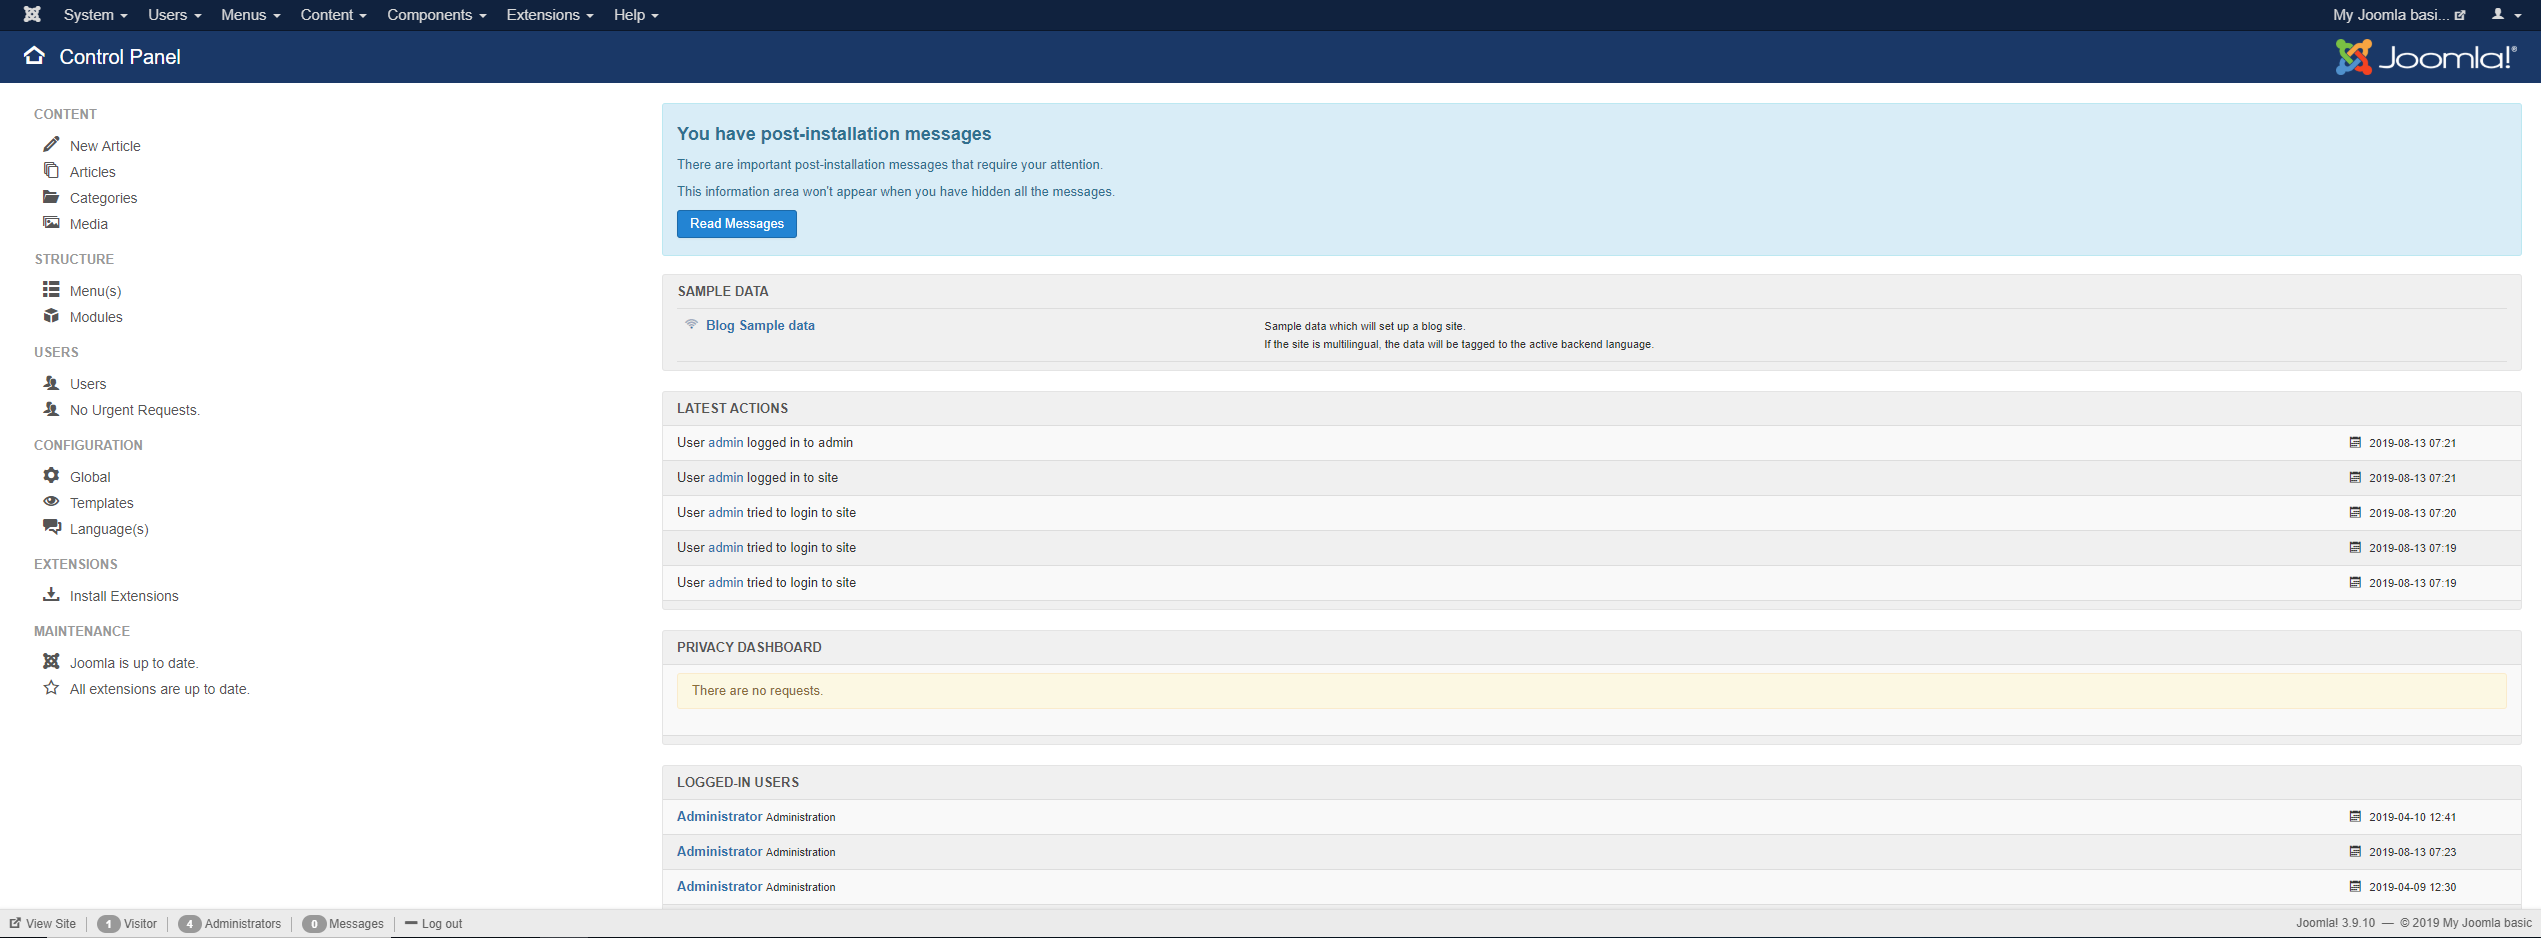 System Users Menus Content Components Extensions Help My Joomla basi...
Control Panel Joomla!®
CONTENT
New Article
Articles
Categories
Media
STRUCTURE
Menu(s)
Modules
USERS
Users
No Urgent Requests.
CONFIGURATION
Global
Templates
Language(s)
EXTENSIONS
Install Extensions
MAINTENANCE
Joomla is up to date.
All extensions are up to date.
You have post-installation messages
There are important post-installation messages that require your attention.
This information area won't appear when you have hidden all the messages.
Read Messages
SAMPLE DATA
Blog Sample data Sample data which will set up a blog site.
If the site is multilingual, the data will be tagged to the active backend language.
LATEST ACTIONS
User admin logged in to admin 2019-08-13 07:21
User admin logged in to site 2019-08-13 07:21
User admin tried to login to site 2019-08-13 07:20
User admin tried to login to site 2019-08-13 07:19
User admin tried to login to site 2019-08-13 07:19
PRIVACY DASHBOARD
There are no requests.
LOGGED-IN USERS
Administrator Administration 2019-04-10 12:41
Administrator Administration 2019-08-13 07:23
Administrator Administration 2019-04-09 12:30
View Site 1 Visitor 4 Administrators 0 Messages Log out Joomla! 3.9.10 — © 2019 My Joomla basic